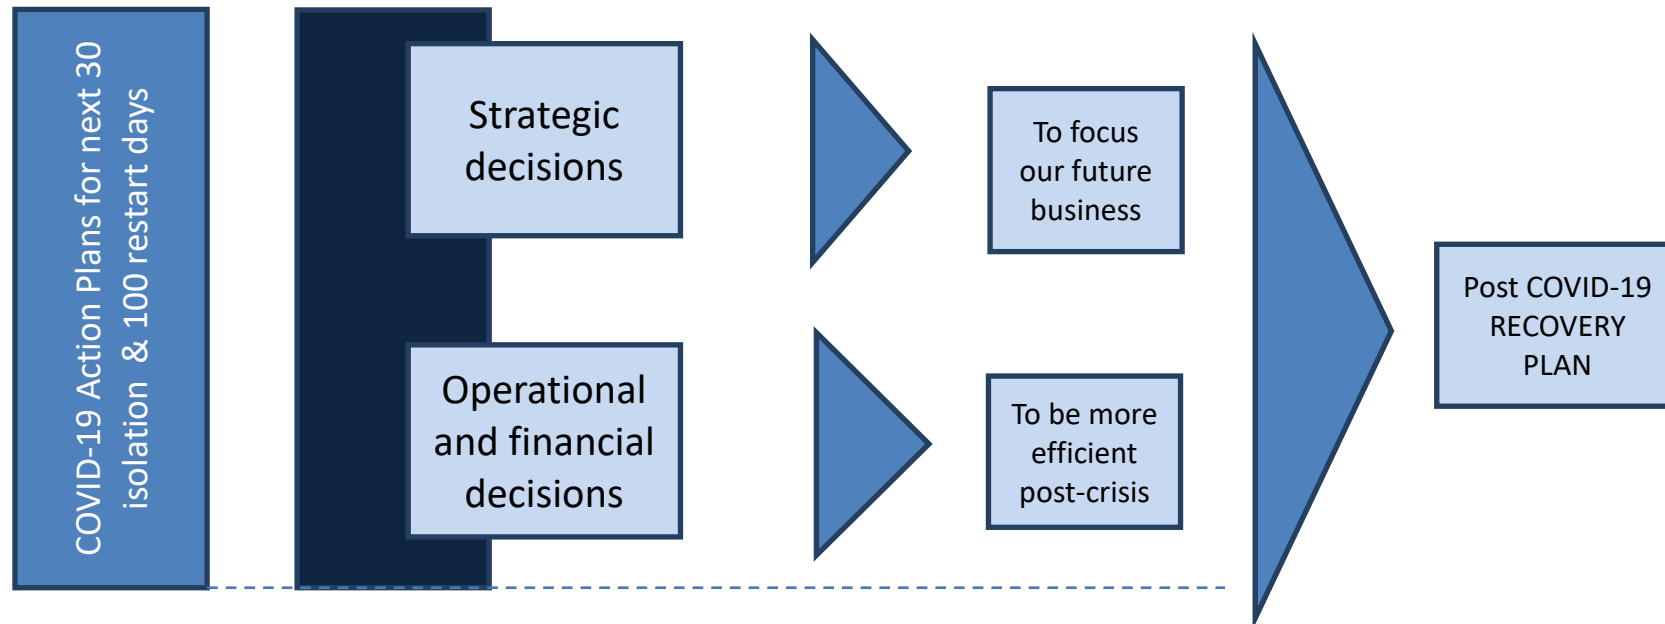 COVID-19 Action Plans for next 30
isolation & 100 restart days
Strategic
decisions
To focus
our future
business
Operational
and financial
decisions
To be more
efficient
post-crisis
Post COVID-19
RECOVERY
PLAN